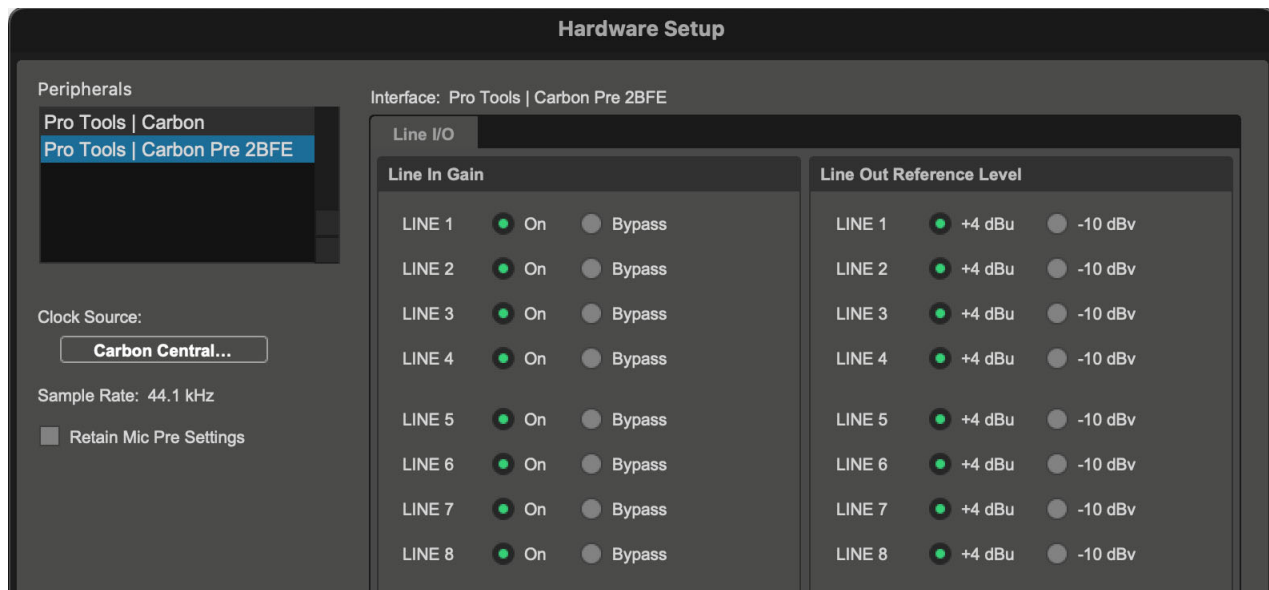 Hardware Setup
Peripherals
Pro Tools | Carbon
Pro Tools | Carbon Pre 2BFE
Clock Source:
Carbon Central...
Sample Rate: 44.1 kHz
Retain Mic Pre Settings
Interface: Pro Tools | Carbon Pre 2BFE
Line I/O
Line In Gain
LINE 1 On Bypass
LINE 2 On Bypass
LINE 3 On Bypass
LINE 4 On Bypass
LINE 5 On Bypass
LINE 6 On Bypass
LINE 7 On Bypass
LINE 8 On Bypass
Line Out Reference Level
LINE 1 +4 dBu -10 dBv
LINE 2 +4 dBu -10 dBv
LINE 3 +4 dBu -10 dBv
LINE 4 +4 dBu -10 dBv
LINE 5 +4 dBu -10 dBv
LINE 6 +4 dBu -10 dBv
LINE 7 +4 dBu -10 dBv
LINE 8 +4 dBu -10 dBv